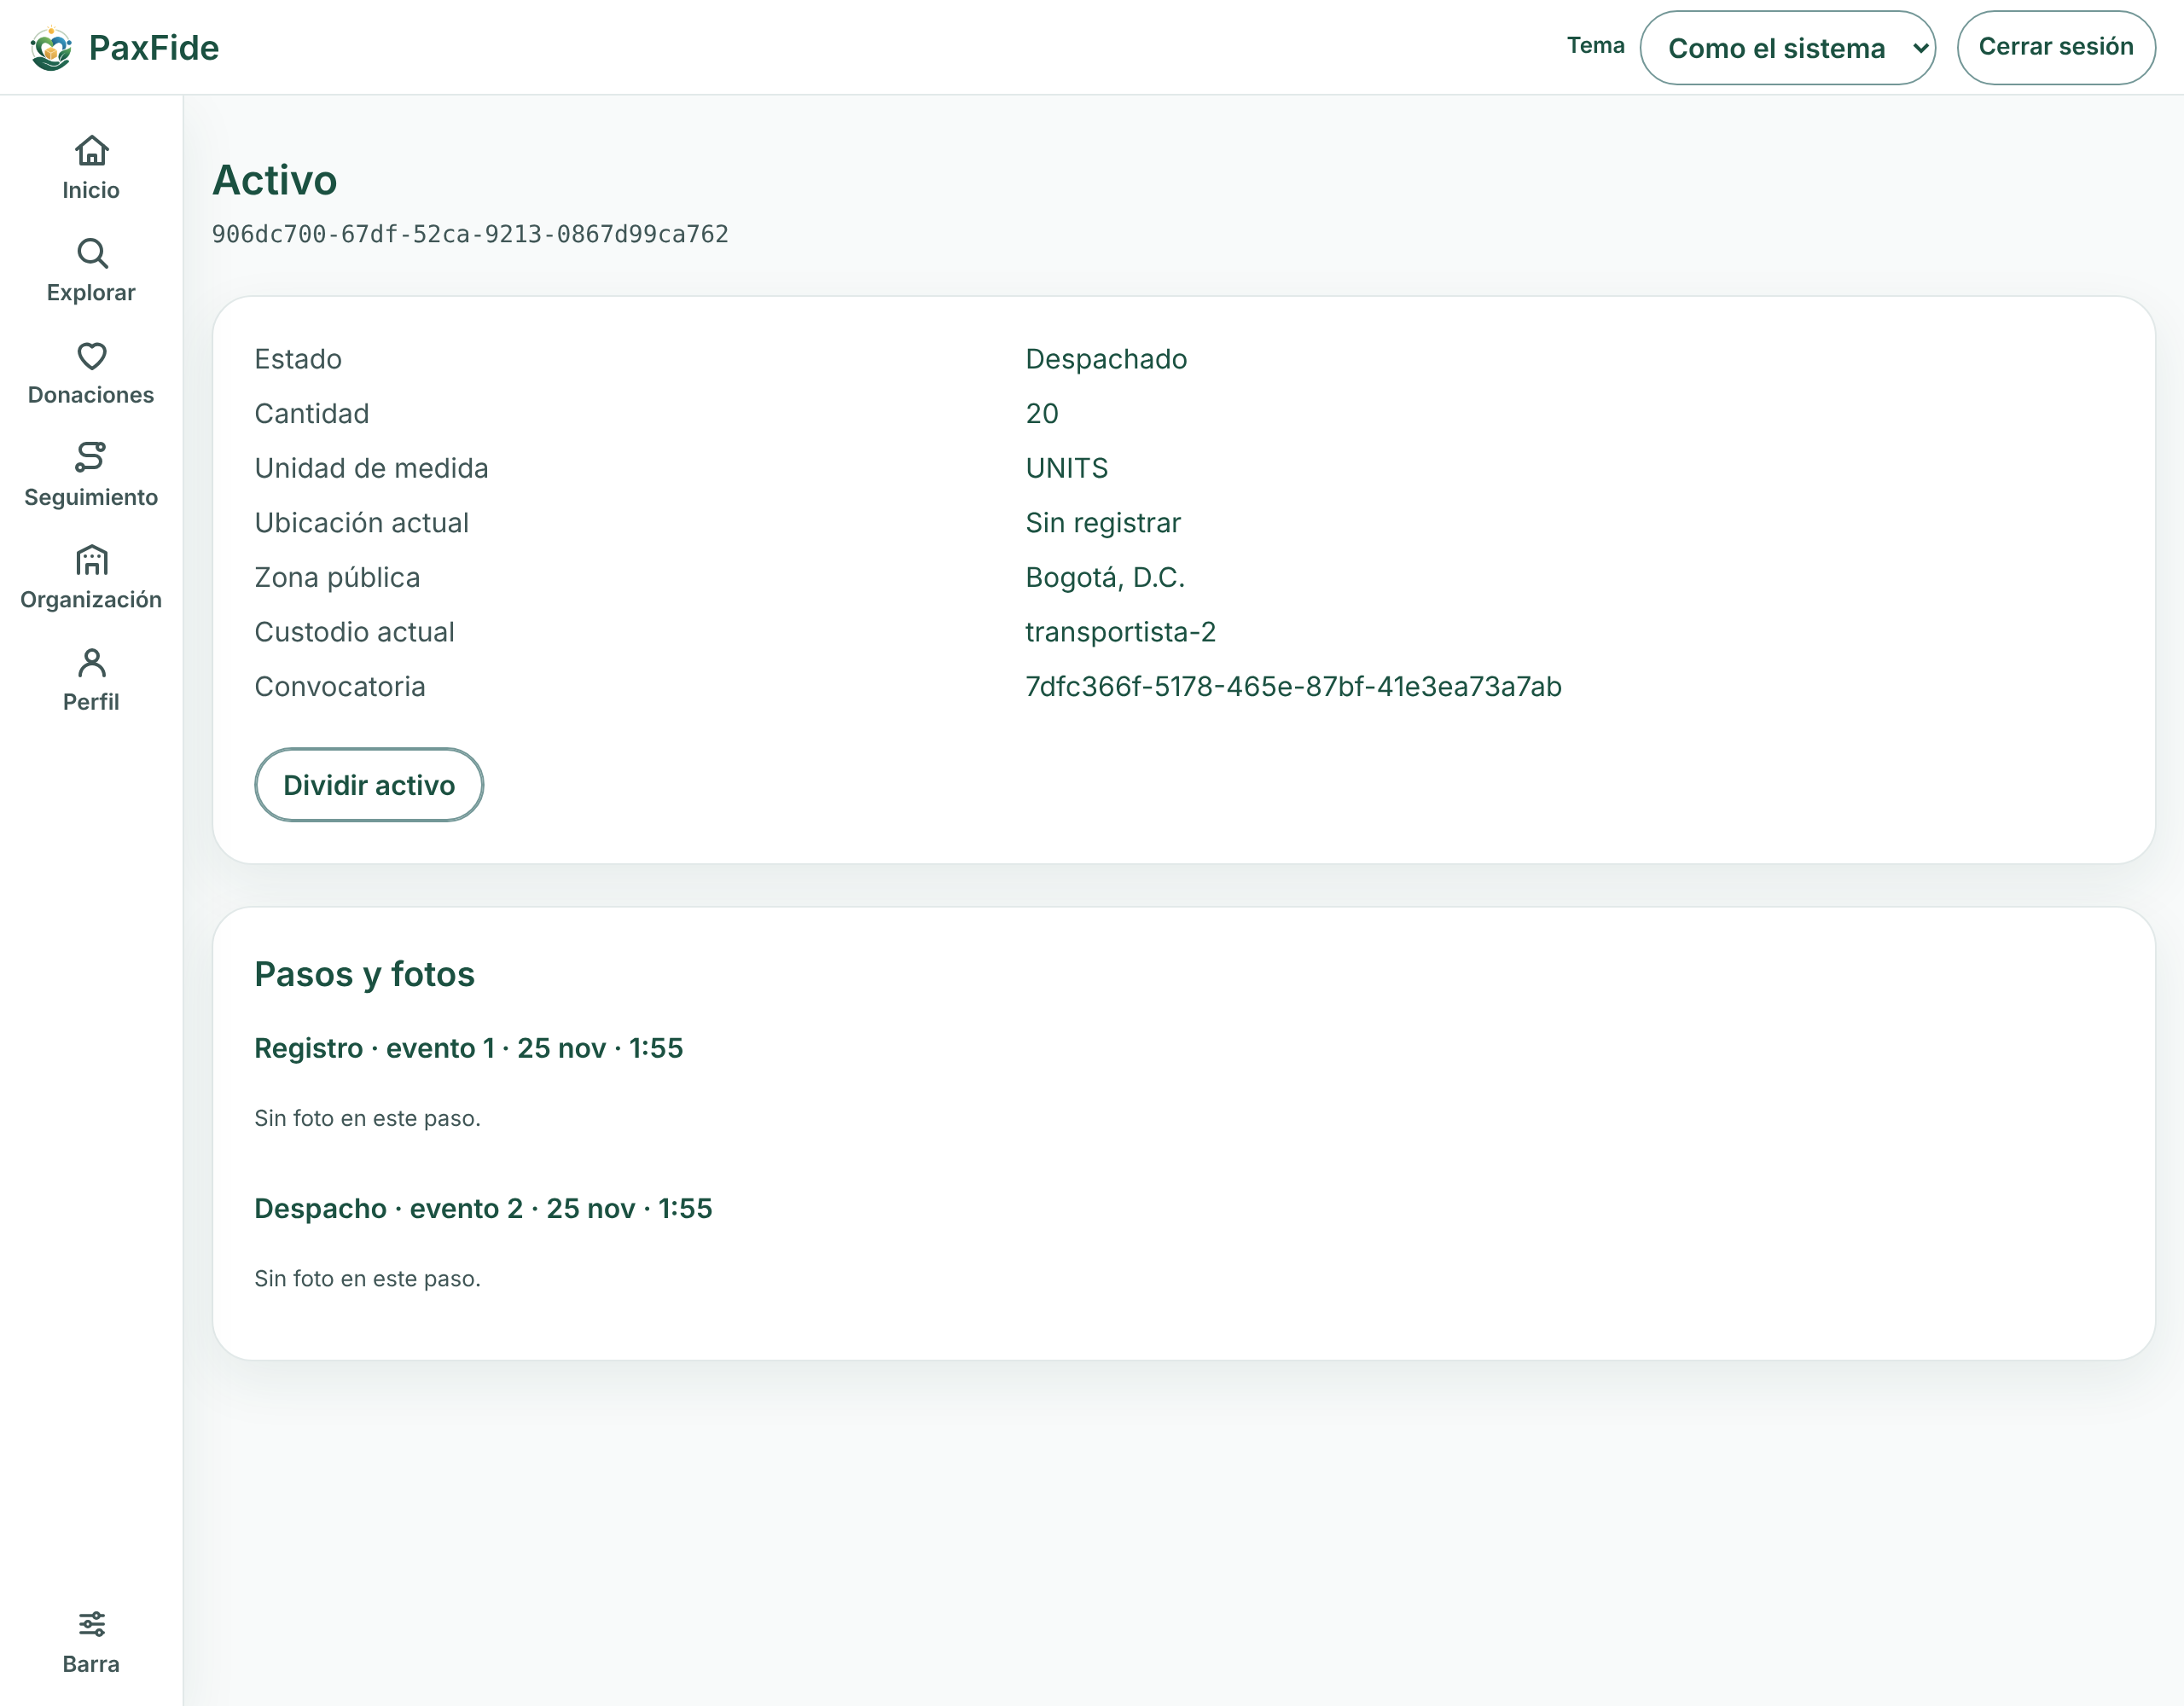 PaxFide
Tema
Como el sistema
Cerrar sesión
Inicio
Explorar
Donaciones
Seguimiento
Organización
Perfil
Barra
Activo
906dc700-67df-52ca-9213-0867d99ca762
Estado Despachado
Cantidad 20
Unidad de medida UNITS
Ubicación actual Sin registrar
Zona pública Bogotá, D.C.
Custodio actual transportista-2
Convocatoria 7dfc366f-5178-465e-87bf-41e3ea73a7ab
Dividir activo
Pasos y fotos
Registro · evento 1 · 25 nov · 1:55
Sin foto en este paso.
Despacho · evento 2 · 25 nov · 1:55
Sin foto en este paso.